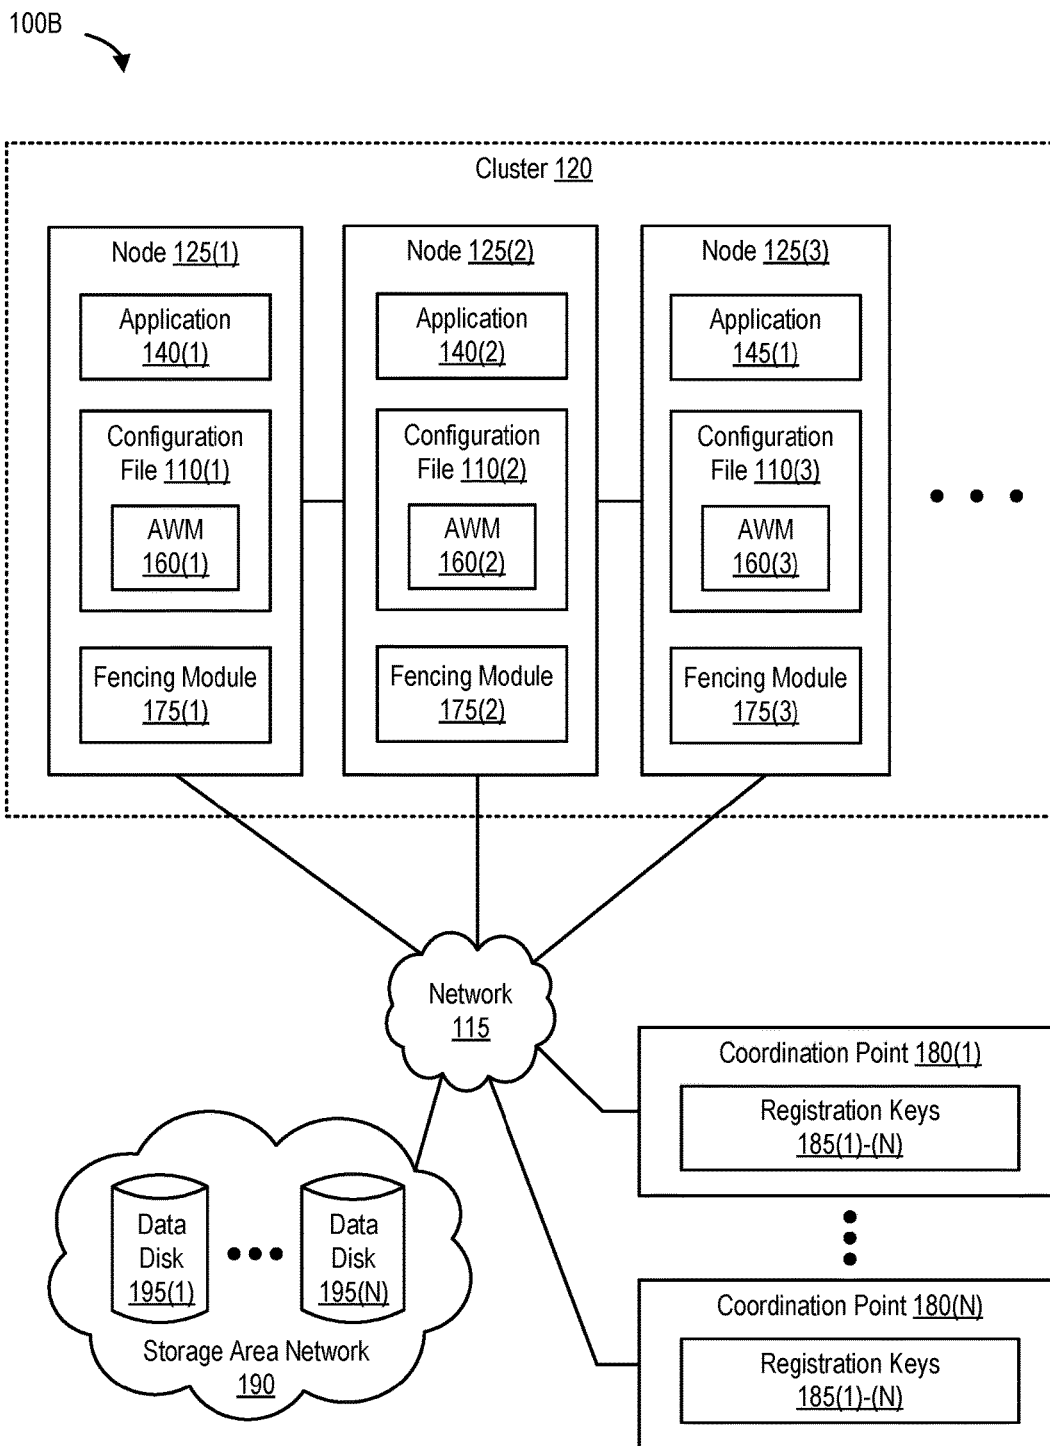 100B
Cluster 120
Node 125(1)
Application
140(1)
Configuration
File 110(1)
AWM
160(1)
Fencing Module
175(1)
Node 125(2)
Application
140(2)
Configuration
File 110(2)
AWM
160(2)
Fencing Module
175(2)
Node 125(3)
Application
145(1)
Configuration
File 110(3)
AWM
160(3)
Fencing Module
175(3)
Network
115
Coordination Point 180(1)
Registration Keys
185(1)-(N)
Coordination Point 180(N)
Registration Keys
185(1)-(N)
Data
Disk
195(1)
Data
Disk
195(N)
Storage Area Network
190